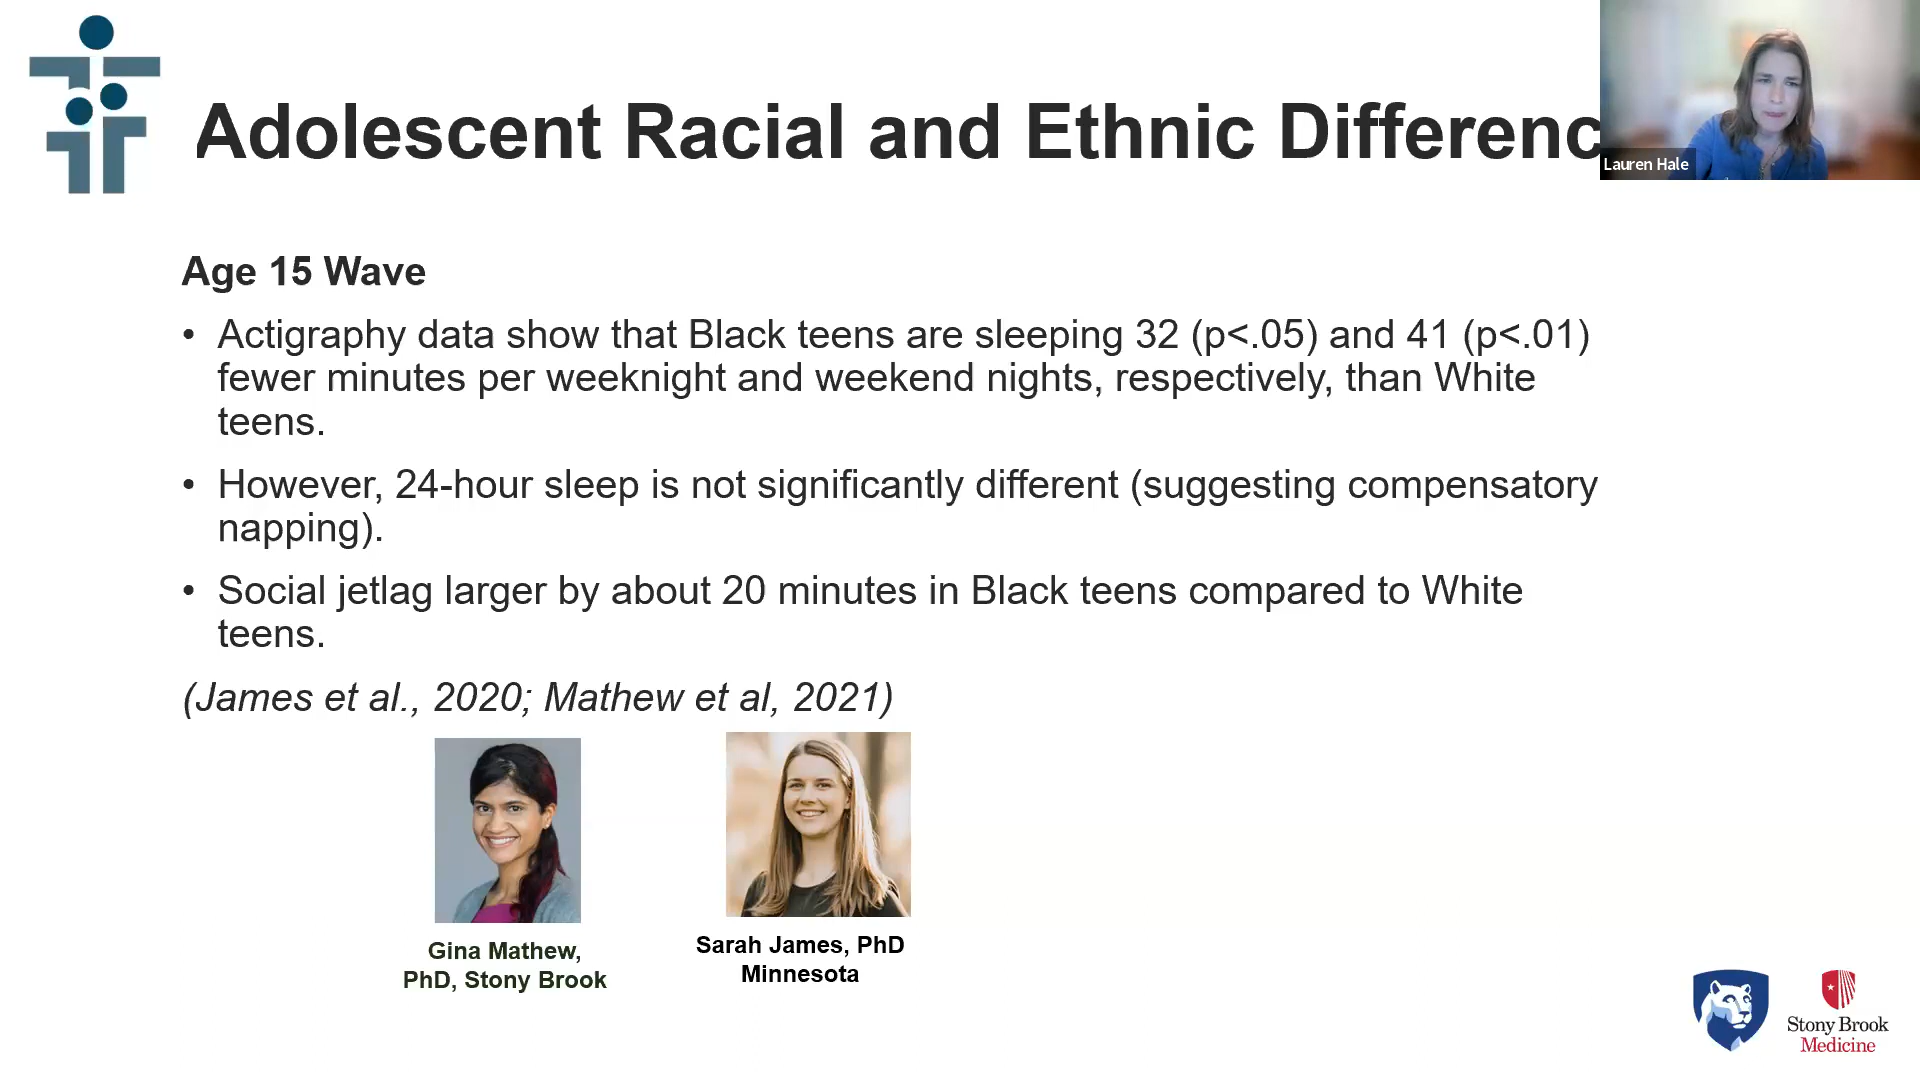 Adolescent Racial and Ethnic Differenc
Lauren Hale
Age 15 Wave
• Actigraphy data show that Black teens are sleeping 32 (p<.05) and 41 (p<.01)
fewer minutes per weeknight and weekend nights, respectively, than White
teens.
• However, 24-hour sleep is not significantly different (suggesting compensatory
napping).
• Social jetlag larger by about 20 minutes in Black teens compared to White
teens.
(James et al., 2020; Mathew et al, 2021)
Gina Mathew,
PhD, Stony Brook
Sarah James, PhD
Minnesota
Stony Brook
Medicine